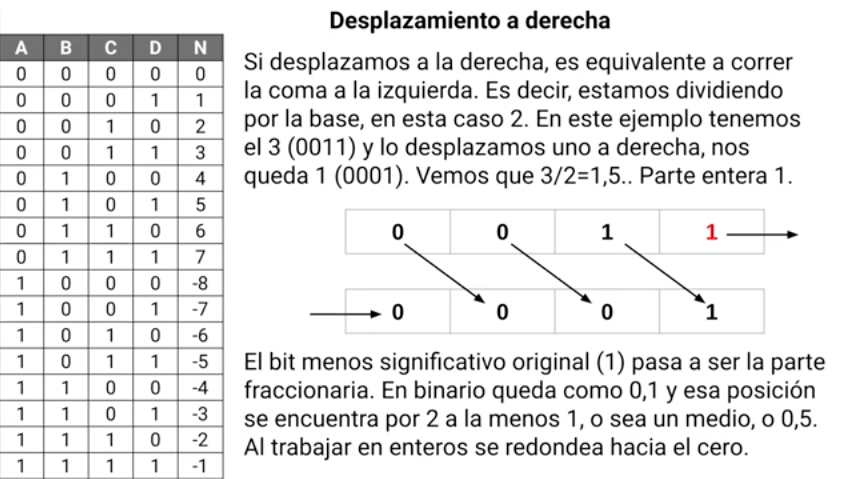 Desplazamiento a derecha
A B C D N
0 0 0 0 0
0 0 0 1 1
0 0 1 0 2
0 0 1 1 3
0 1 0 0 4
0 1 0 1 5
0 1 1 0 6
0 1 1 1 7
1 0 0 0 -8
1 0 0 1 -7
1 0 1 0 -6
1 0 1 1 -5
1 1 0 0 -4
1 1 0 1 -3
1 1 1 0 -2
1 1 1 1 -1
Si desplazamos a la derecha, es equivalente a correr
la coma a la izquierda. Es decir, estamos dividiendo
por la base, en esta caso 2. En este ejemplo tenemos
el 3 (0011) y lo desplazamos uno a derecha, nos
queda 1 (0001). Vemos que 3/2=1,5.. Parte entera 1.
0 0 1 1
0 0 0 1
El bit menos significativo original (1) pasa a ser la parte
fraccionaria. En binario queda como 0,1 y esa posición
se encuentra por 2 a la menos 1, o sea un medio, o 0,5.
Al trabajar en enteros se redondea hacia el cero.